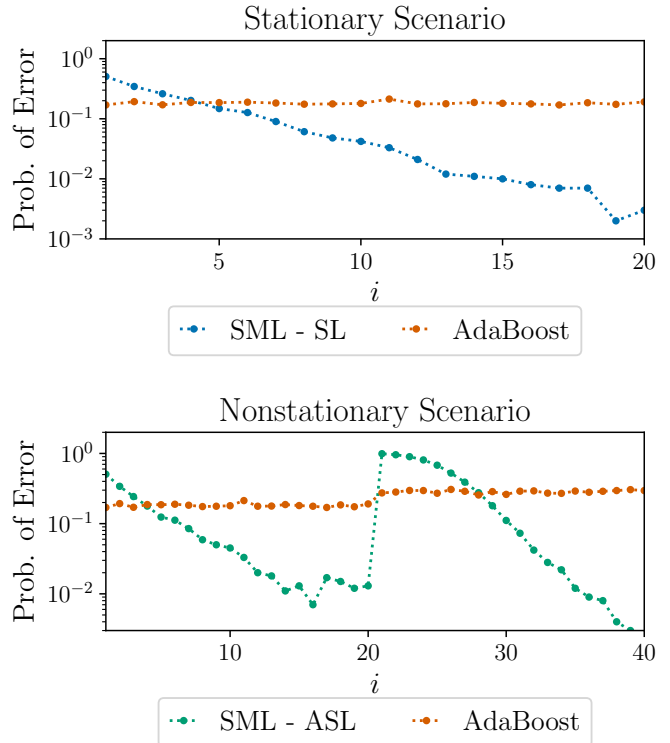 Stationary Scenario
Prob. of Error
10^0
10^−1
10^−2
10^−3
5 10 15 20
i
SML - SL AdaBoost
Nonstationary Scenario
Prob. of Error
10^0
10^−1
10^−2
10 20 30 40
i
SML - ASL AdaBoost